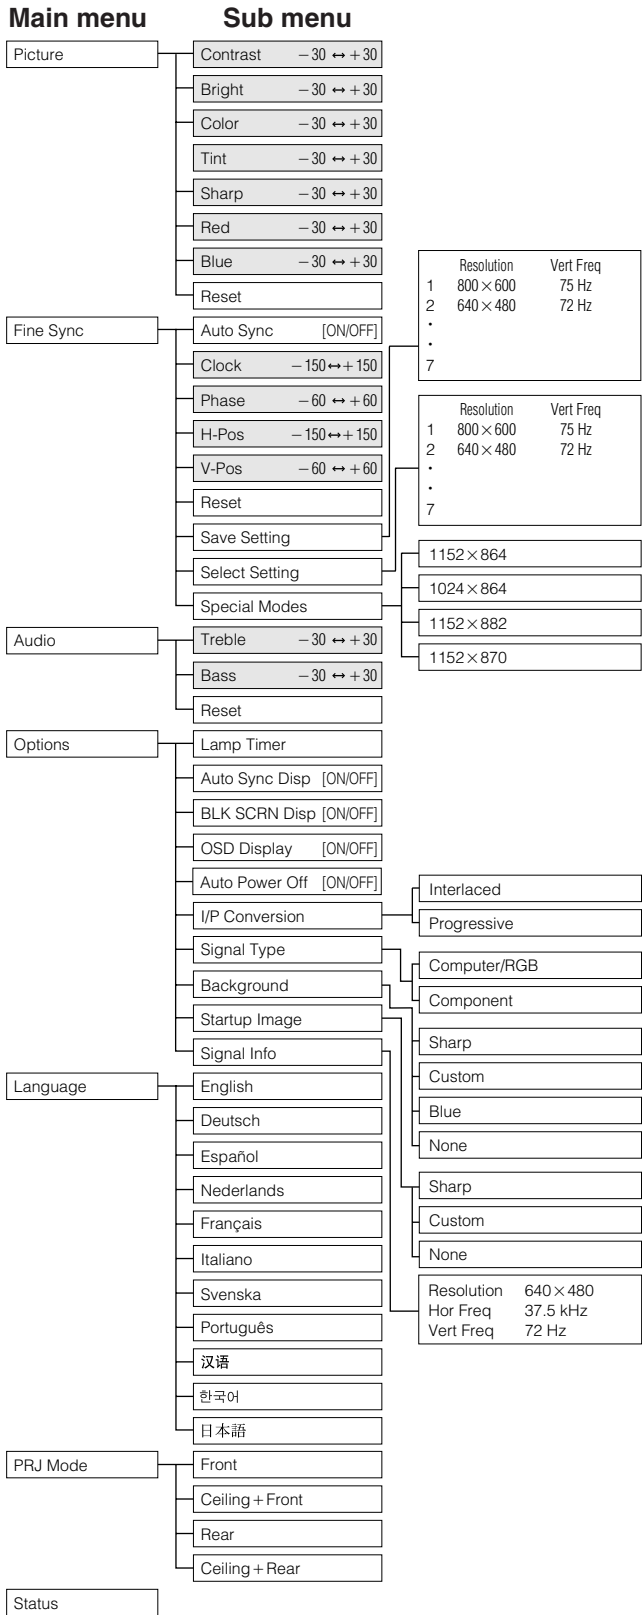 Main menu
Sub menu
Picture
Contrast −30 ↔ +30
Bright −30 ↔ +30
Color −30 ↔ +30
Tint −30 ↔ +30
Sharp −30 ↔ +30
Red −30 ↔ +30
Blue −30 ↔ +30
Reset
Fine Sync
Auto Sync [ON/OFF]
Clock −150 ↔ +150
Phase −60 ↔ +60
H-Pos −150 ↔ +150
V-Pos −60 ↔ +60
Reset
Save Setting
Resolution Vert Freq
1 800×600 75 Hz
2 640×480 72 Hz
•
•
7
Select Setting
Resolution Vert Freq
1 800×600 75 Hz
2 640×480 72 Hz
•
•
7
Special Modes
1152×864
1024×864
1152×882
1152×870
Audio
Treble −30 ↔ +30
Bass −30 ↔ +30
Reset
Options
Lamp Timer
Auto Sync Disp [ON/OFF]
BLK SCRN Disp [ON/OFF]
OSD Display [ON/OFF]
Auto Power Off [ON/OFF]
I/P Conversion
Interlaced
Progressive
Signal Type
Computer/RGB
Component
Background
Sharp
Custom
Blue
None
Startup Image
Sharp
Custom
None
Signal Info
Resolution 640×480
Hor Freq 37.5 kHz
Vert Freq 72 Hz
Language
English
Deutsch
Español
Nederlands
Français
Italiano
Svenska
Português
汉语
한국어
日本語
PRJ Mode
Front
Ceiling+Front
Rear
Ceiling+Rear
Status